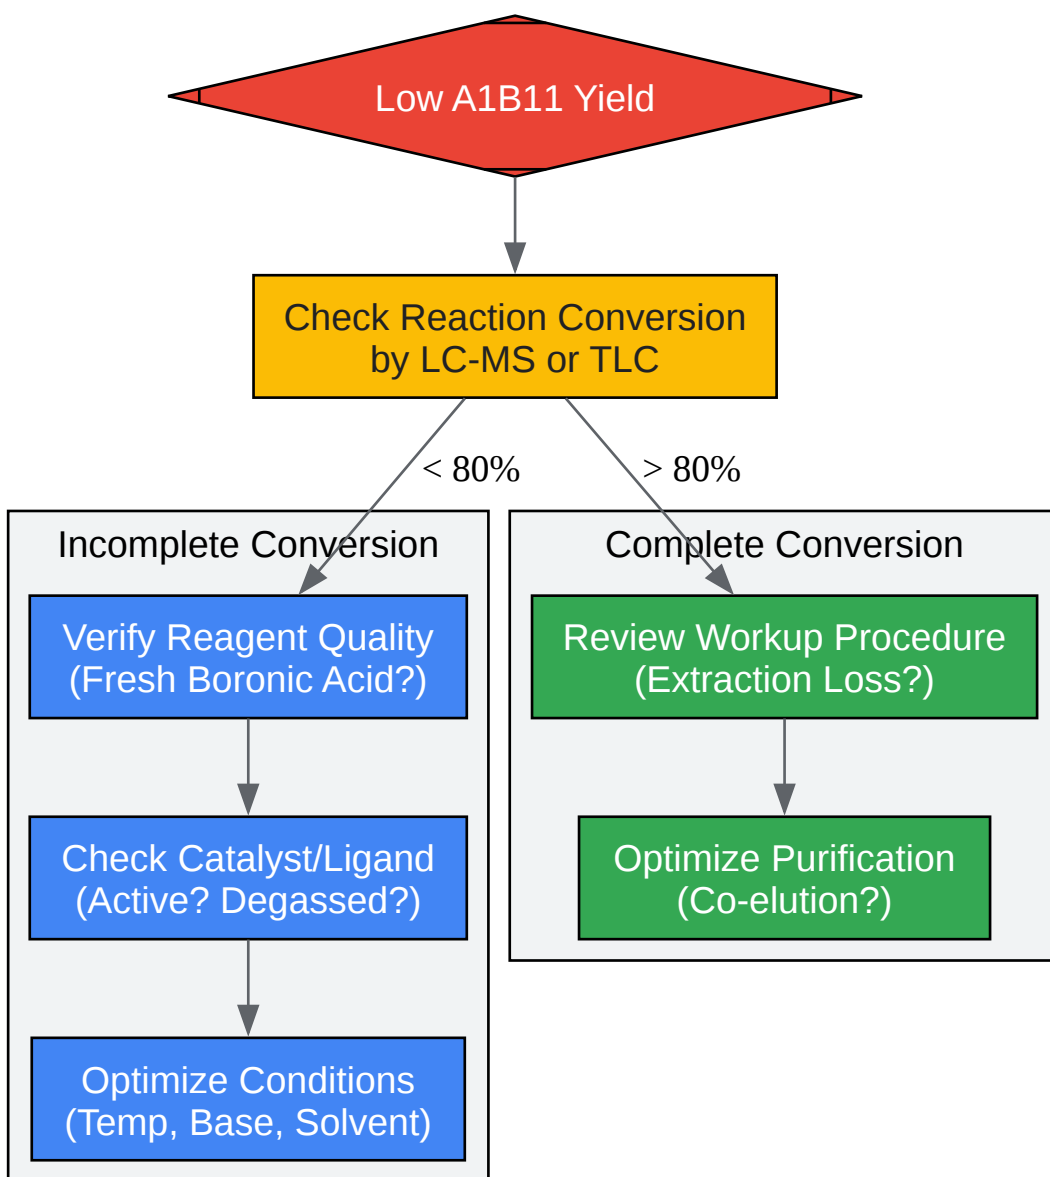 Low A1B11 Yield
Check Reaction Conversion
by LC-MS or TLC
< 80%
> 80%
Incomplete Conversion
Verify Reagent Quality
(Fresh Boronic Acid?)
Check Catalyst/Ligand
(Active? Degassed?)
Optimize Conditions
(Temp, Base, Solvent)
Complete Conversion
Review Workup Procedure
(Extraction Loss?)
Optimize Purification
(Co-elution?)